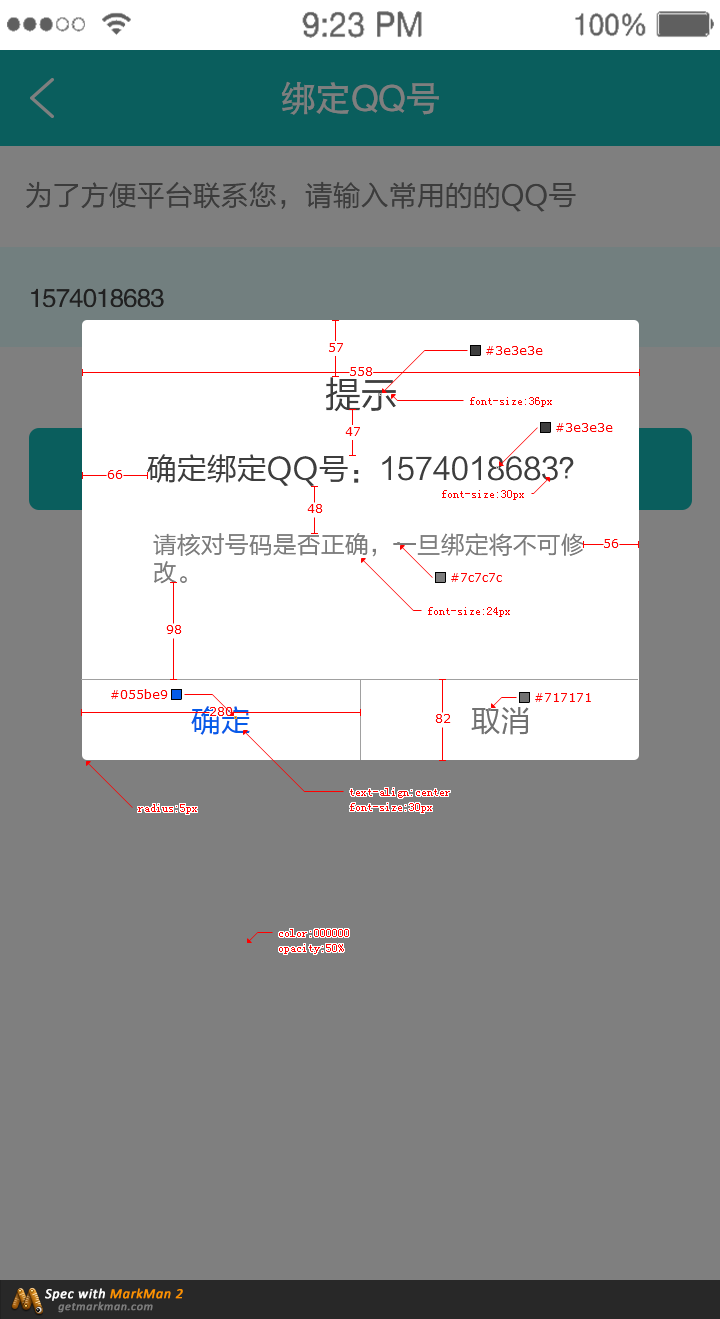 9:23 PM 100%
绑定QQ号
为了方便平台联系您，请输入常用的的QQ号
1574018683
57
#3e3e3e
558
提示
font-size:36px
47
#3e3e3e
66
确定绑定QQ号：1574018683?
font-size:30px
48
请核对号码是否正确，一旦绑定将不可修
改。
56
#7c7c7c
font-size:24px
98
#055be9
#717171
280
82
确定
取消
text-align:center
font-size:30px
radius:5px
color:000000
opacity:50%
Spec with MarkMan 2
getmarkman.com